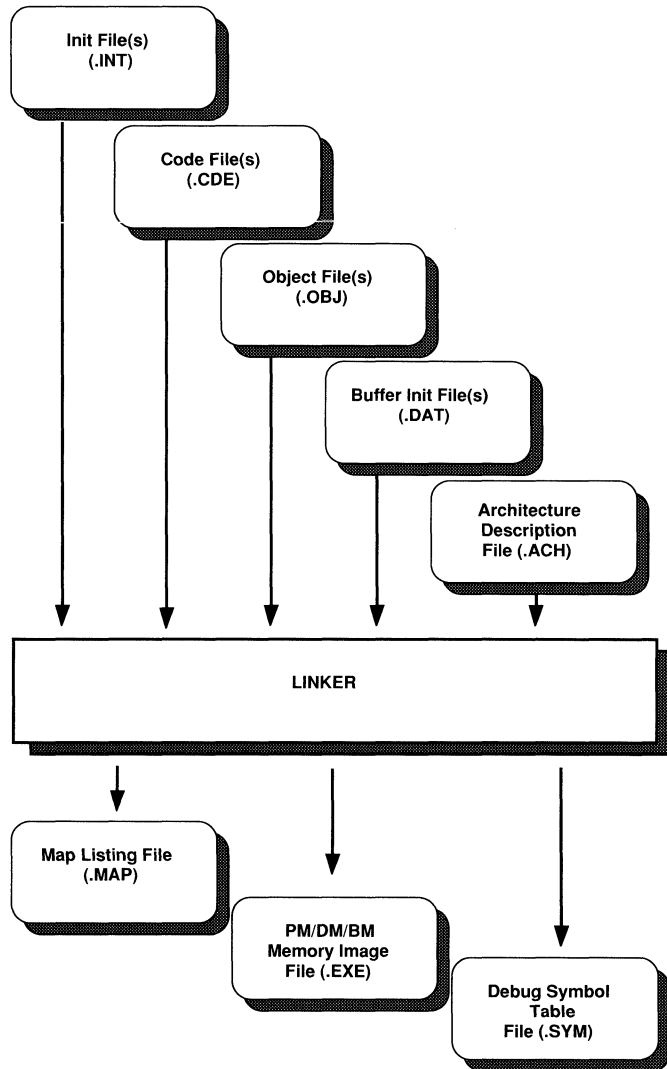 Init File(s)
(.INT)
Code File(s)
(.CDE)
Object File(s)
(.OBJ)
Buffer Init File(s)
(.DAT)
Architecture
Description
File (.ACH)
LINKER
Map Listing File
(.MAP)
PM/DM/BM
Memory Image
File (.EXE)
Debug Symbol
Table
File (.SYM)